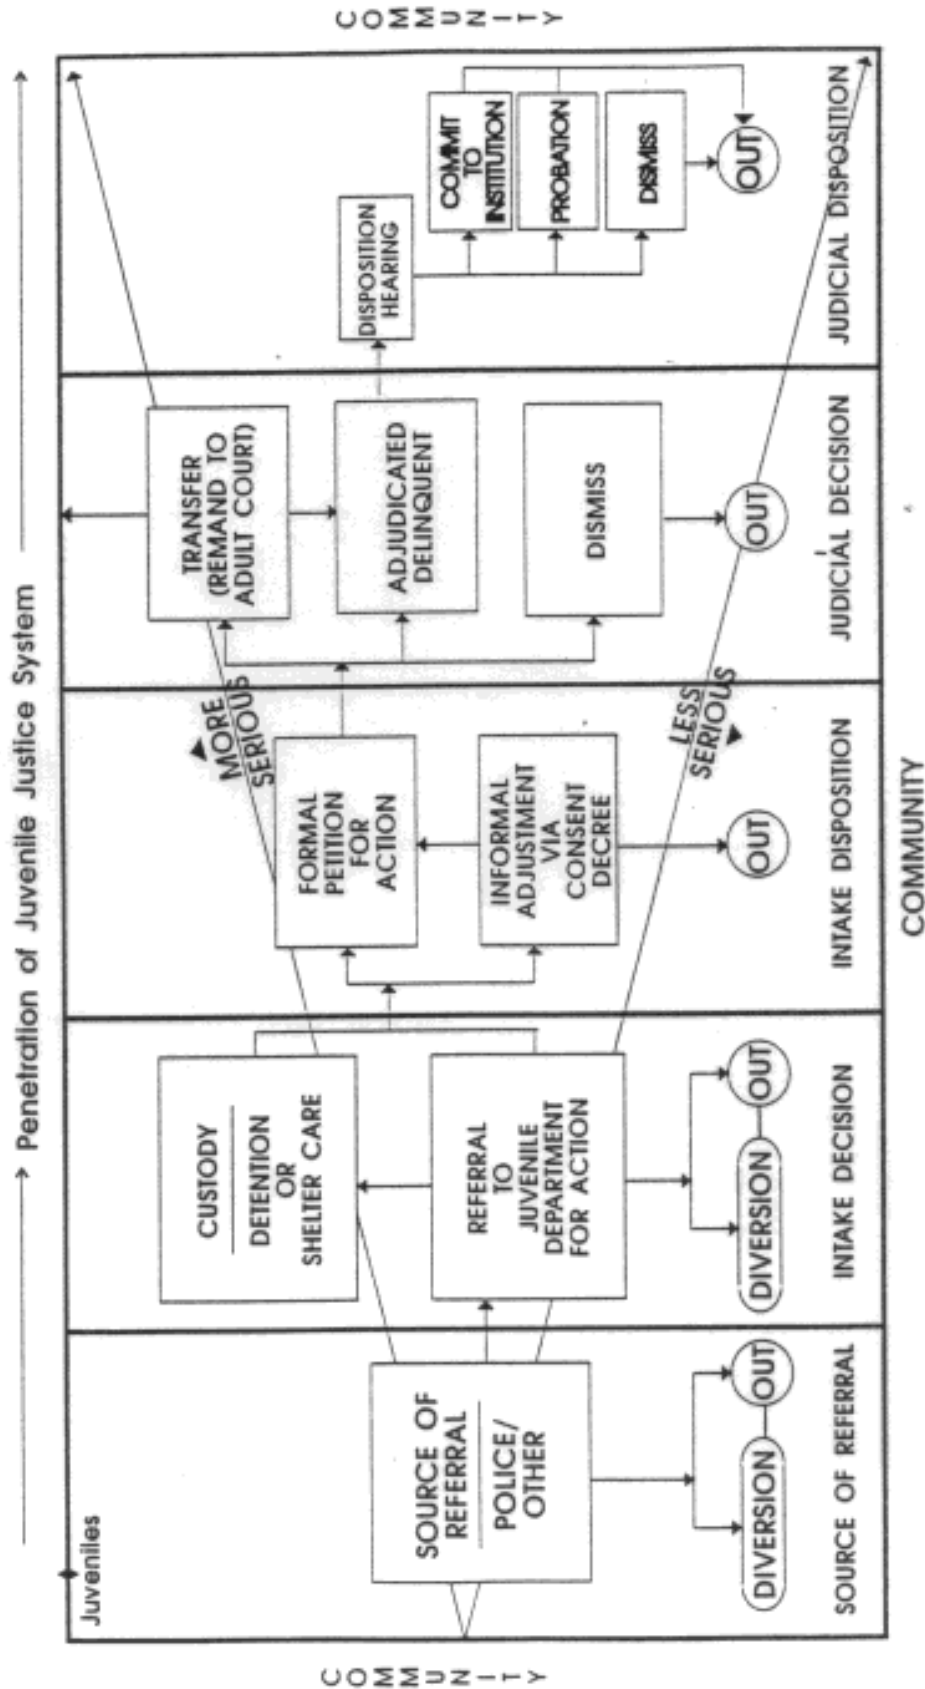 Penetration of Juvenile Justice System
Juveniles
COMMUNITY
SOURCE OF
REFERRAL
POLICE/
OTHER
DIVERSION
OUT
SOURCE OF REFERRAL
CUSTODY
DETENTION
OR
SHELTER CARE
REFERRAL
TO
JUVENILE
DEPARTMENT
FOR ACTION
DIVERSION
OUT
INTAKE DECISION
MORE
SERIOUS
FORMAL
PETITION
FOR
ACTION
INFORMAL
ADJUSTMENT
VIA
CONSENT
DECREE
LESS
SERIOUS
OUT
INTAKE DISPOSITION
TRANSFER
(REMAND TO
ADULT COURT)
ADJUDICATED
DELINQUENT
DISMISS
OUT
JUDICIAL DECISION
DISPOSITION
HEARING
COMMIT
TO
INSTITUTION
PROBATION
DISMISS
OUT
JUDICIAL DISPOSITION
COMMUNITY
COMMUNITY